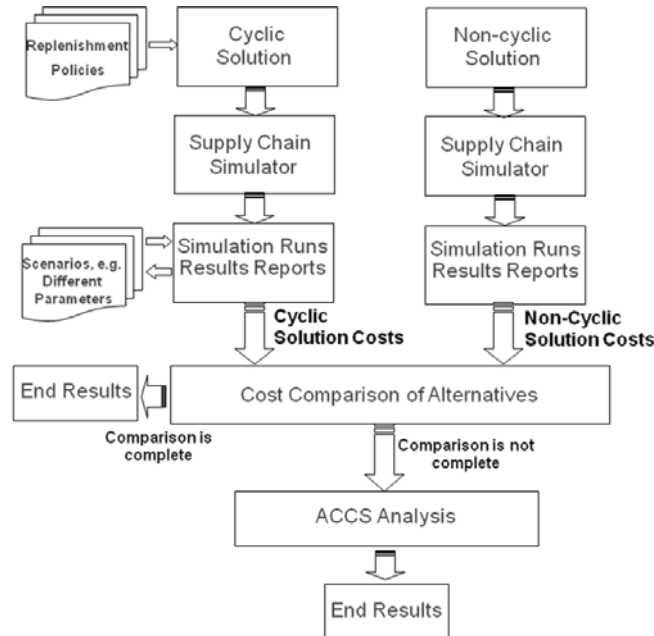 Replenishment
Policies
Cyclic
Solution
Non-cyclic
Solution
Supply Chain
Simulator
Supply Chain
Simulator
Scenarios, e.g.
Different
Parameters
Simulation Runs
Results Reports
Simulation Runs
Results Reports
Cyclic
Solution Costs
Non-Cyclic
Solution Costs
End Results
Cost Comparison of Alternatives
Comparison is
complete
Comparison is not
complete
ACCS Analysis
End Results